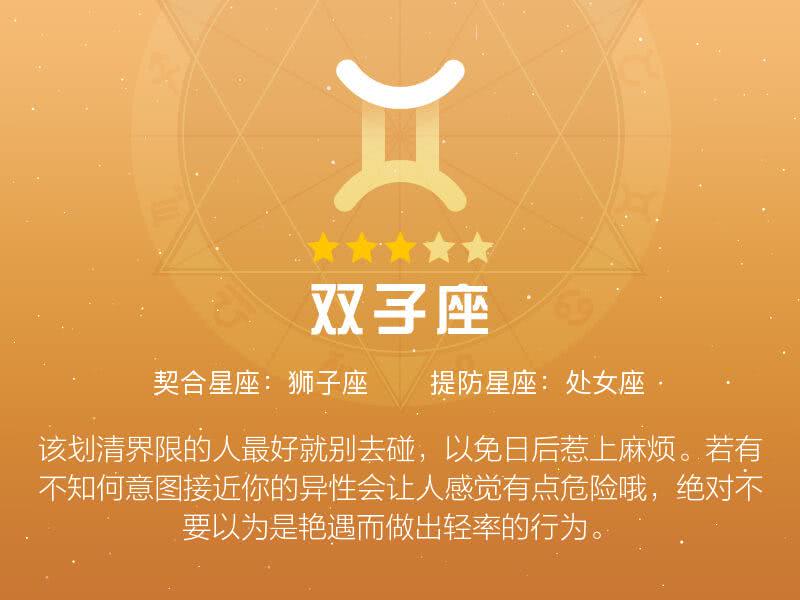 双子座
契合星座：狮子座 提防星座：处女座
该划清界限的人最好就别去碰，以免日后惹上麻烦。若有
不知何意图接近你的异性会让人感觉有点危险哦，绝对不
要以为是艳遇而做出轻率的行为。